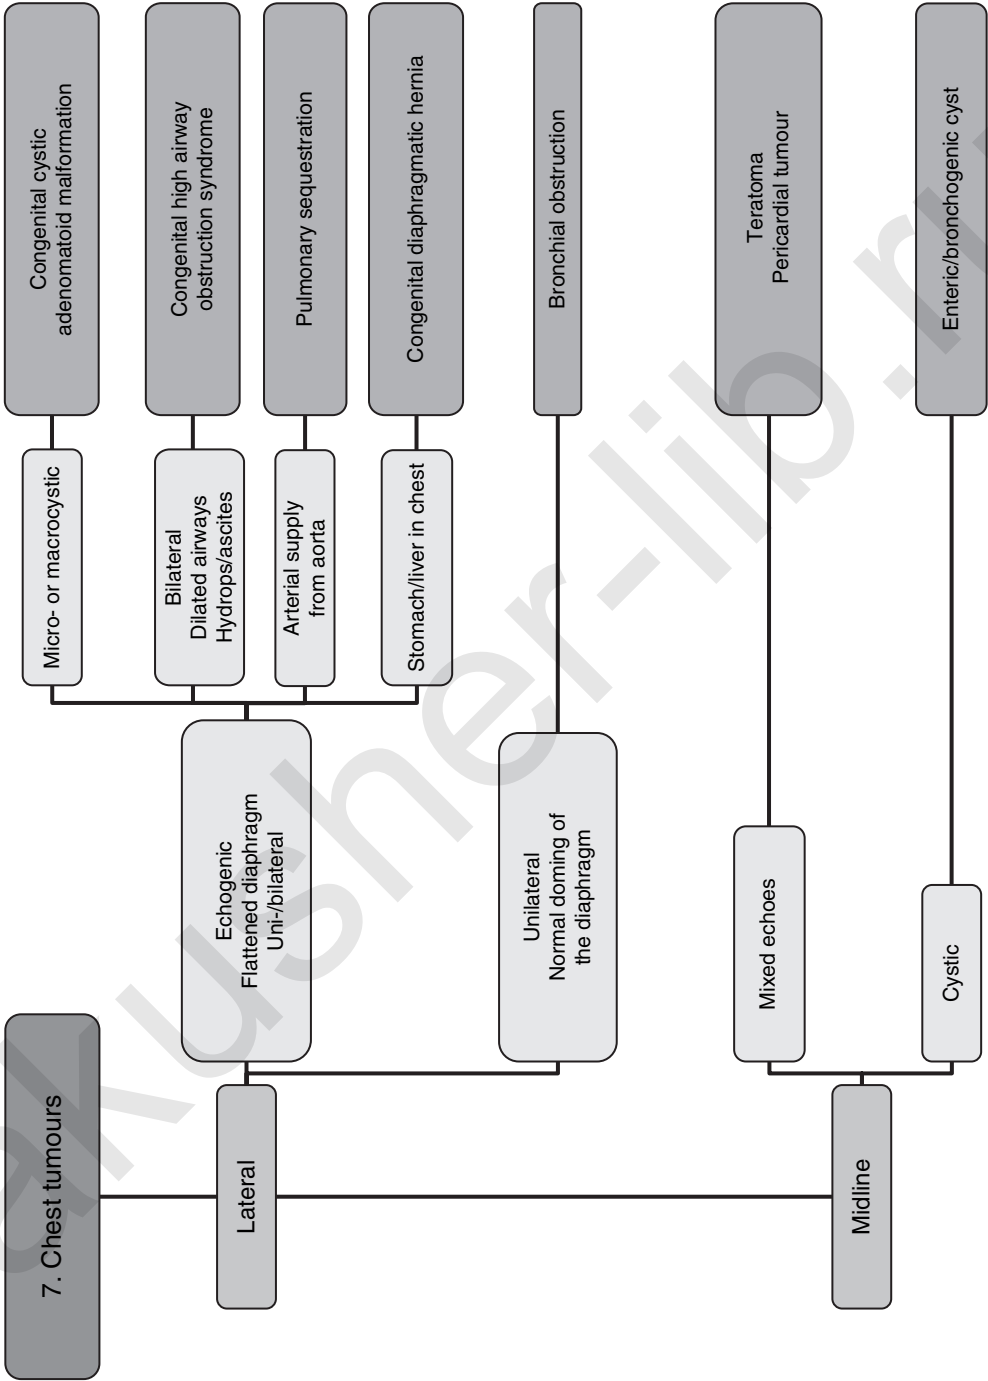 7. Chest tumours
Lateral
Echogenic
Flattened diaphragm
Uni-/bilateral
Micro- or macrocystic
Congenital cystic
adenomatoid malformation
Bilateral
Dilated airways
Hydrops/ascites
Congenital high airway
obstruction syndrome
Arterial supply
from aorta
Pulmonary sequestration
Stomach/liver in chest
Congenital diaphragmatic hernia
Unilateral
Normal doming of
the diaphragm
Bronchial obstruction
Midline
Mixed echoes
Teratoma
Pericardial tumour
Cystic
Enteric/bronchogenic cyst
akusher-lib.ru